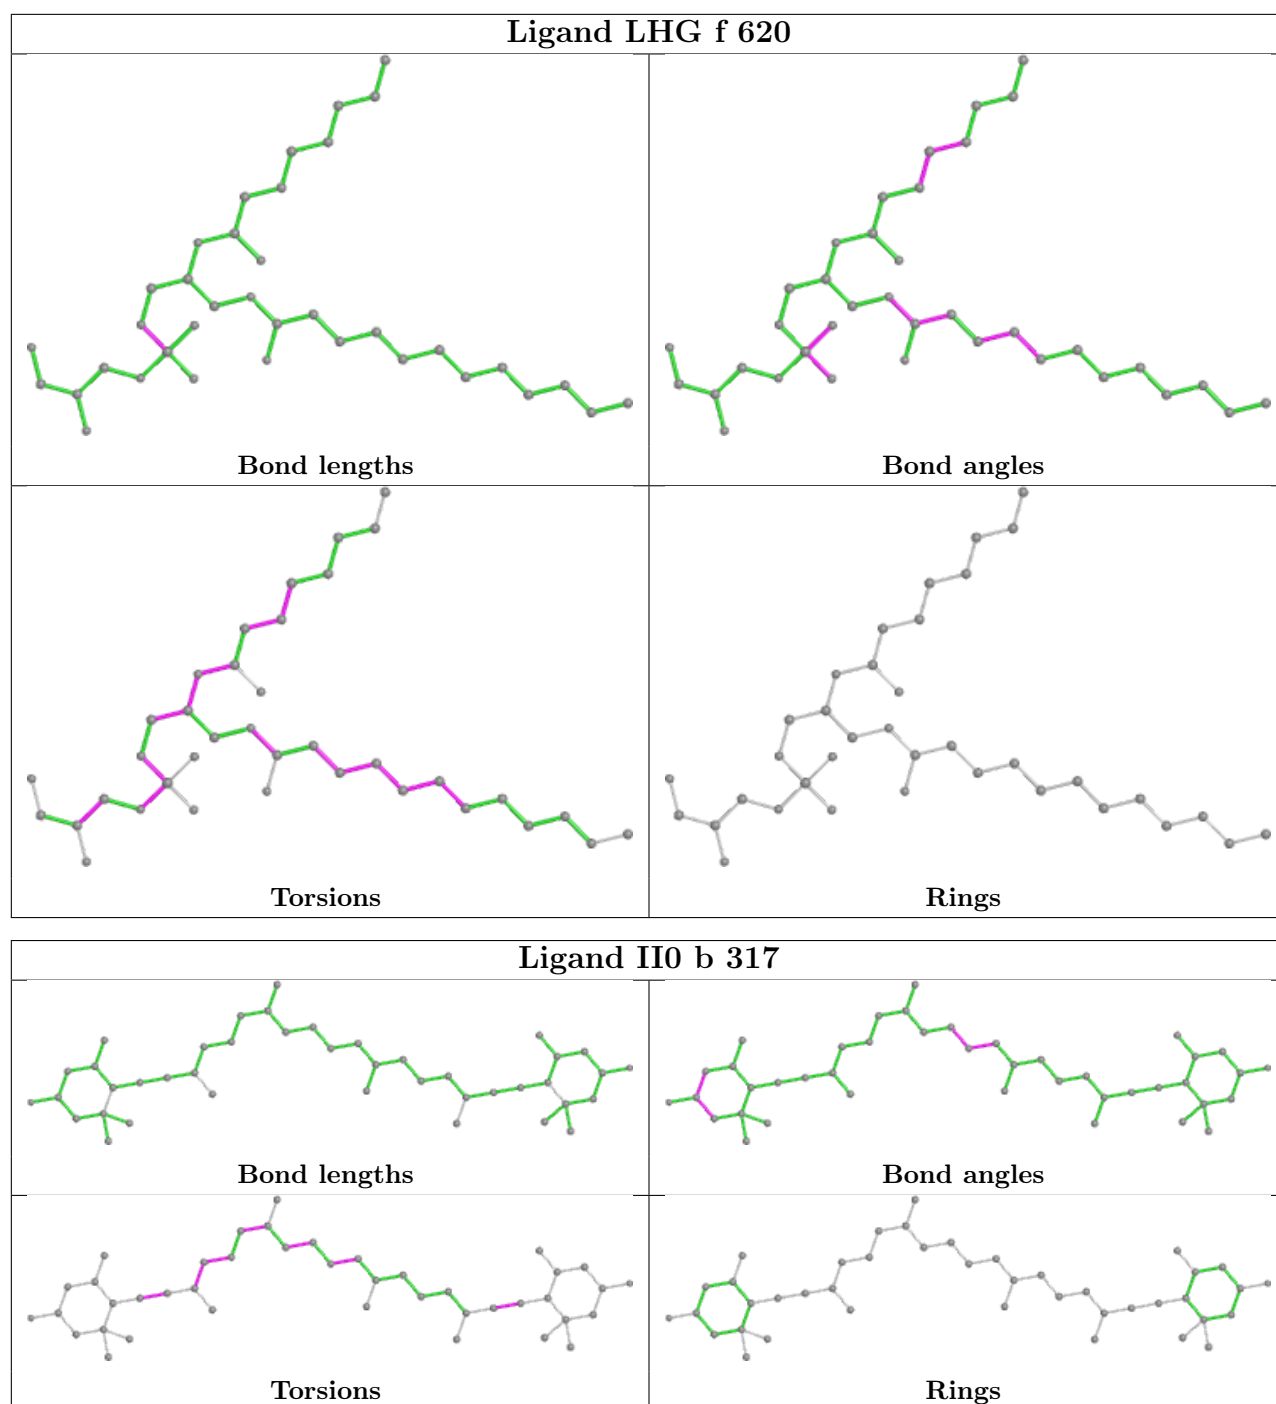 Ligand LHG f 620
Bond lengths
Bond angles
Torsions
Rings
Ligand II0 b 317
Bond lengths
Bond angles
Torsions
Rings